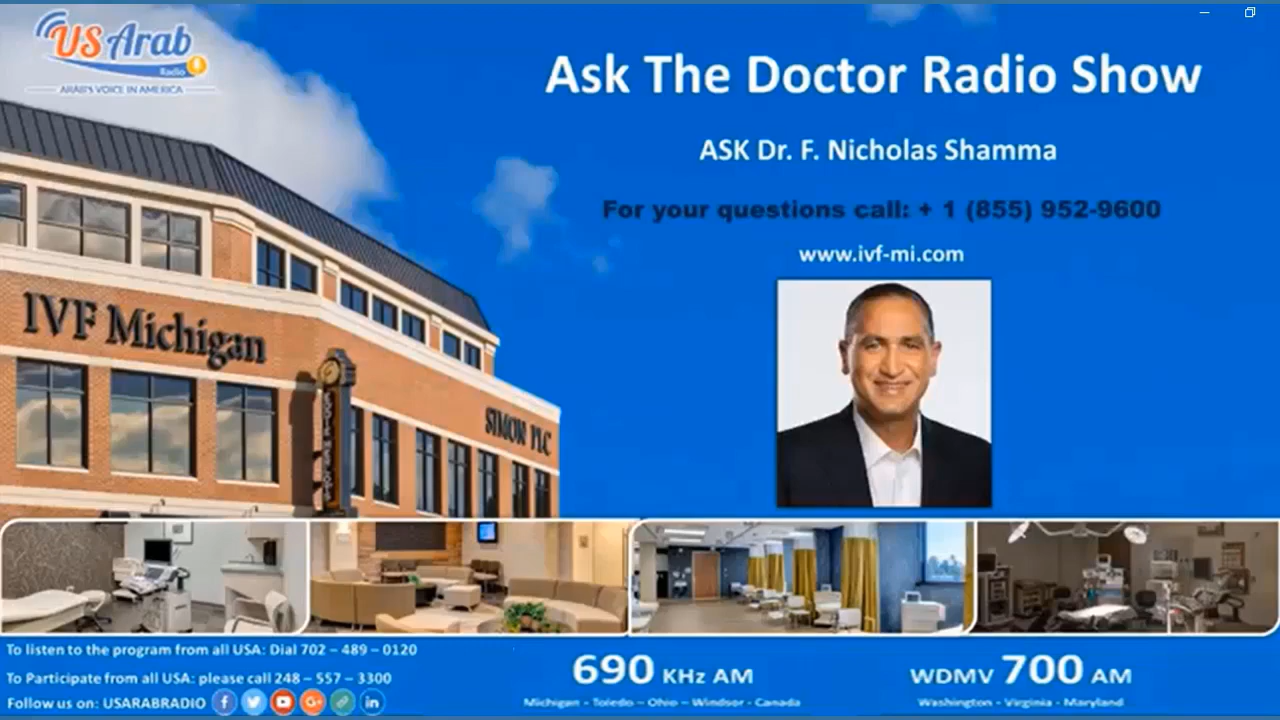 US Arab
Radio
ARAB'S VOICE IN AMERICA
Ask The Doctor Radio Show
ASK Dr. F. Nicholas Shamma
For your questions call: + 1 (855) 952-9600
www.ivf-mi.com
IVF Michigan
SIMON PLC
To listen to the program from all USA: Dial 702 – 489 – 0120
To Participate from all USA: please call 248 – 557 – 3300
Follow us on: USARABRADIO
690 KHz AM
Michigan - Toledo – Ohio – Windsor - Canada
WDMV 700 AM
Washington - Virginia - Maryland